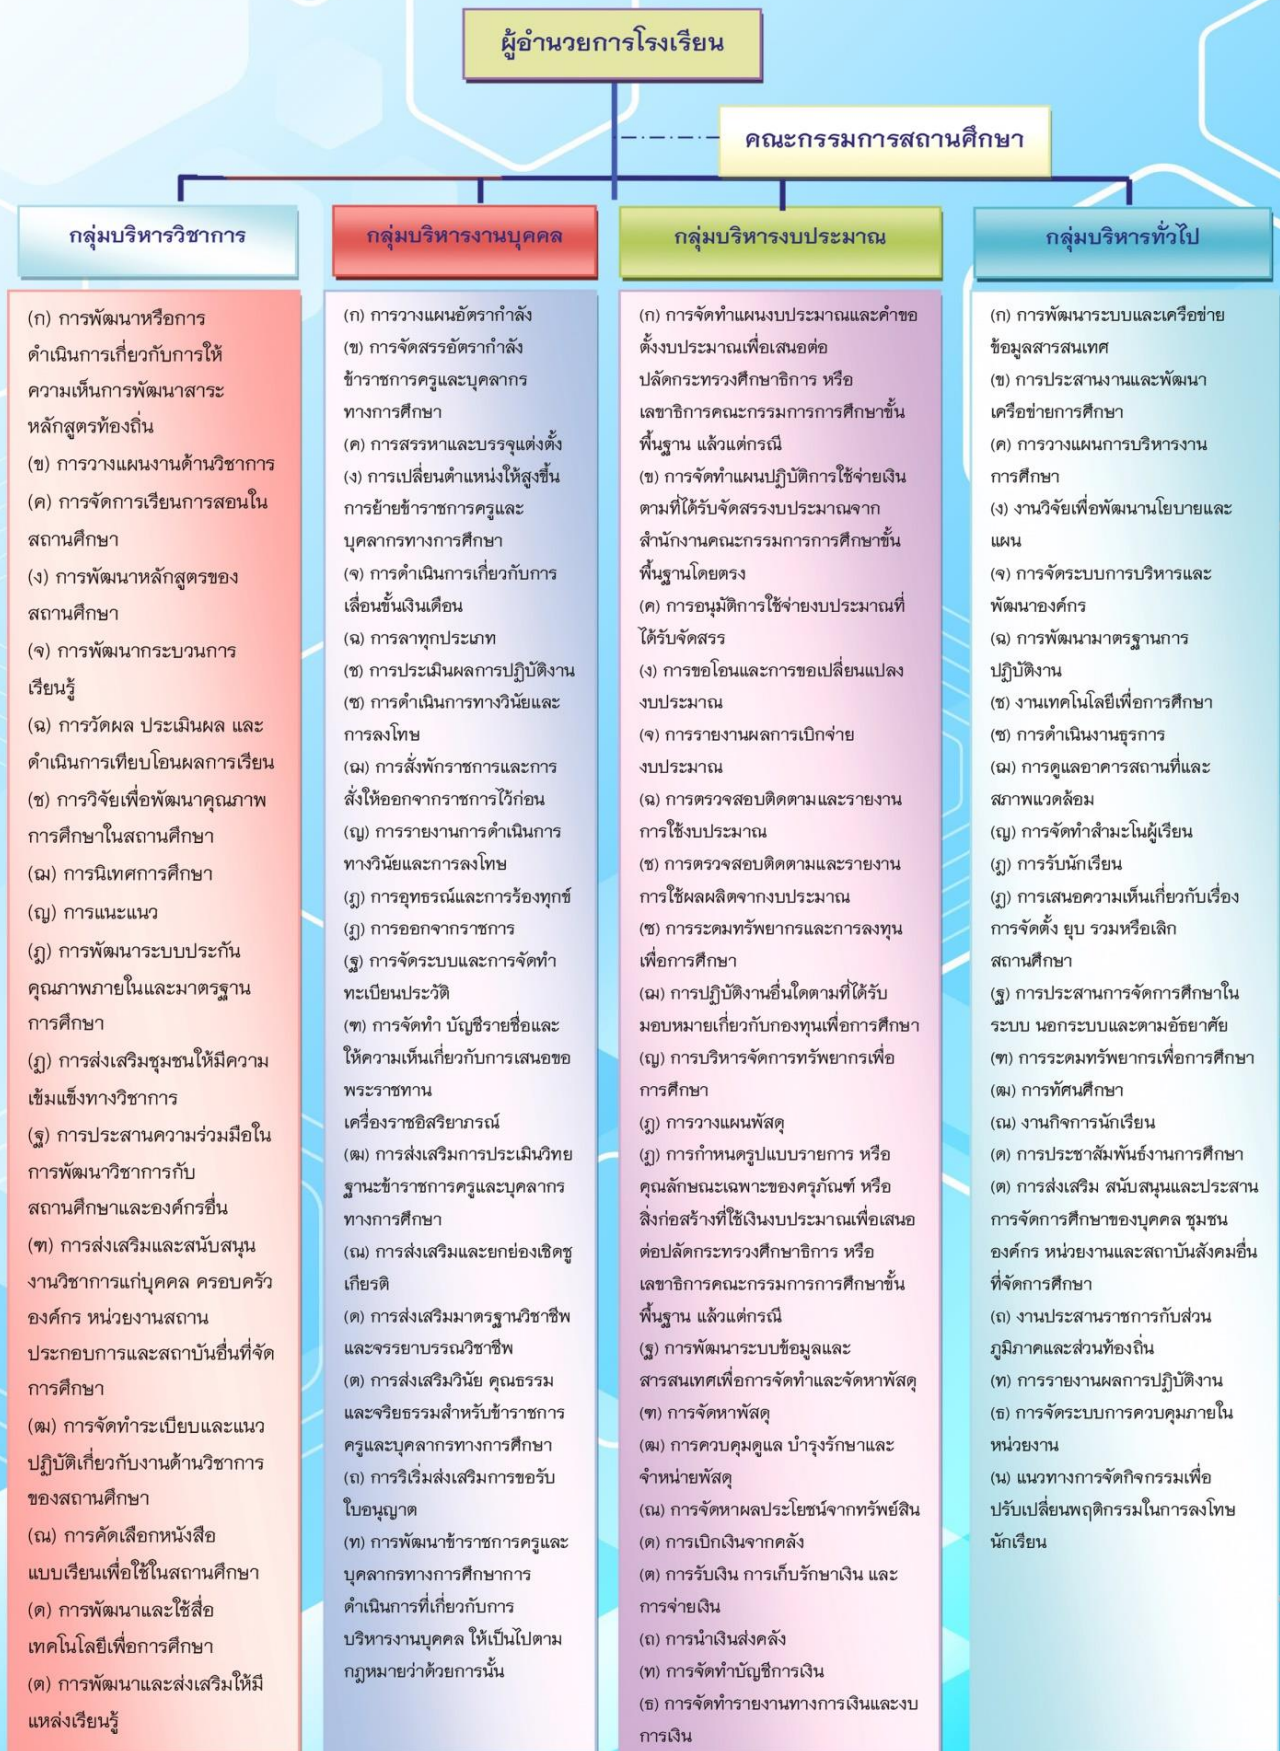 ผู้อำนวยการโรงเรียน
คณะกรรมการสถานศึกษา
กลุ่มบริหารวิชาการ
(ก) การพัฒนาหรือการ
ดำเนินการเกี่ยวกับการให้
ความเห็นการพัฒนาสาระ
หลักสูตรท้องถิ่น
(ข) การวางแผนงานด้านวิชาการ
(ค) การจัดการเรียนการสอนใน
สถานศึกษา
(ง) การพัฒนาหลักสูตรของ
สถานศึกษา
(จ) การพัฒนากระบวนการ
เรียนรู้
(ฉ) การวัดผล ประเมินผล และ
ดำเนินการเทียบโอนผลการเรียน
(ช) การวิจัยเพื่อพัฒนาคุณภาพ
การศึกษาในสถานศึกษา
(ฌ) การนิเทศการศึกษา
(ญ) การแนะแนว
(ฎ) การพัฒนาระบบประกัน
คุณภาพภายในและมาตรฐาน
การศึกษา
(ฏ) การส่งเสริมชุมชนให้มีความ
เข้มแข็งทางวิชาการ
(ฐ) การประสานความร่วมมือใน
การพัฒนาวิชาการกับ
สถานศึกษาและองค์กรอื่น
(ฑ) การส่งเสริมและสนับสนุน
งานวิชาการแก่บุคคล ครอบครัว
องค์กร หน่วยงานสถาน
ประกอบการและสถาบันอื่นที่จัด
การศึกษา
(ฒ) การจัดทำระเบียบและแนว
ปฏิบัติเกี่ยวกับงานด้านวิชาการ
ของสถานศึกษา
(ณ) การคัดเลือกหนังสือ
แบบเรียนเพื่อใช้ในสถานศึกษา
(ด) การพัฒนาและใช้สื่อ
เทคโนโลยีเพื่อการศึกษา
(ต) การพัฒนาและส่งเสริมให้มี
แหล่งเรียนรู้
กลุ่มบริหารงานบุคคล
(ก) การวางแผนอัตรากำลัง
(ข) การจัดสรรอัตรากำลัง
ข้าราชการครูและบุคลากร
ทางการศึกษา
(ค) การสรรหาและบรรจุแต่งตั้ง
(ง) การเปลี่ยนตำแหน่งให้สูงขึ้น
การย้ายข้าราชการครูและ
บุคลากรทางการศึกษา
(จ) การดำเนินการเกี่ยวกับการ
เลื่อนขั้นเงินเดือน
(ฉ) การลาทุกประเภท
(ช) การประเมินผลการปฏิบัติงาน
(ซ) การดำเนินการทางวินัยและ
การลงโทษ
(ฌ) การสั่งพักราชการและการ
สั่งให้ออกจากราชการไว้ก่อน
(ญ) การรายงานการดำเนินการ
ทางวินัยและการลงโทษ
(ฎ) การอุทธรณ์และการร้องทุกข์
(ฏ) การออกจากราชการ
(ฐ) การจัดระบบและการจัดทำ
ทะเบียนประวัติ
(ฑ) การจัดทำ บัญชีรายชื่อและ
ให้ความเห็นเกี่ยวกับการเสนอขอ
พระราชทาน
เครื่องราชอิสริยาภรณ์
(ฒ) การส่งเสริมการประเมินวิทย
ฐานะข้าราชการครูและบุคลากร
ทางการศึกษา
(ณ) การส่งเสริมและยกย่องเชิดชู
เกียรติ
(ด) การส่งเสริมมาตรฐานวิชาชีพ
และจรรยาบรรณวิชาชีพ
(ต) การส่งเสริมวินัย คุณธรรม
และจริยธรรมสำหรับข้าราชการ
ครูและบุคลากรทางการศึกษา
(ถ) การริเริ่มส่งเสริมการขอรับ
ใบอนุญาต
(ท) การพัฒนาข้าราชการครูและ
บุคลากรทางการศึกษาการ
ดำเนินการที่เกี่ยวกับการ
บริหารงานบุคคล ให้เป็นไปตาม
กฎหมายว่าด้วยการนั้น
กลุ่มบริหารงบประมาณ
(ก) การจัดทำแผนงบประมาณและคำขอ
ตั้งงบประมาณเพื่อเสนอต่อ
ปลัดกระทรวงศึกษาธิการ หรือ
เลขาธิการคณะกรรมการการศึกษาขั้น
พื้นฐาน แล้วแต่กรณี
(ข) การจัดทำแผนปฏิบัติการใช้จ่ายเงิน
ตามที่ได้รับจัดสรรงบประมาณจาก
สำนักงานคณะกรรมการการศึกษาขั้น
พื้นฐานโดยตรง
(ค) การอนุมัติการใช้จ่ายงบประมาณที่
ได้รับจัดสรร
(ง) การขอโอนและการขอเปลี่ยนแปลง
งบประมาณ
(จ) การรายงานผลการเบิกจ่าย
งบประมาณ
(ฉ) การตรวจสอบติดตามและรายงาน
การใช้งบประมาณ
(ช) การตรวจสอบติดตามและรายงาน
การใช้ผลผลิตจากงบประมาณ
(ซ) การระดมทรัพยากรและการลงทุน
เพื่อการศึกษา
(ฌ) การปฏิบัติงานอื่นใดตามที่ได้รับ
มอบหมายเกี่ยวกับกองทุนเพื่อการศึกษา
(ญ) การบริหารจัดการทรัพยากรเพื่อ
การศึกษา
(ฎ) การวางแผนพัสดุ
(ฏ) การกำหนดรูปแบบรายการ หรือ
คุณลักษณะเฉพาะของครุภัณฑ์ หรือ
สิ่งก่อสร้างที่ใช้เงินงบประมาณเพื่อเสนอ
ต่อปลัดกระทรวงศึกษาธิการ หรือ
เลขาธิการคณะกรรมการการศึกษาขั้น
พื้นฐาน แล้วแต่กรณี
(ฐ) การพัฒนาระบบข้อมูลและ
สารสนเทศเพื่อการจัดทำและจัดหาพัสดุ
(ฑ) การจัดหาพัสดุ
(ฒ) การควบคุมดูแล บำรุงรักษาและ
จำหน่ายพัสดุ
(ณ) การจัดหาผลประโยชน์จากทรัพย์สิน
(ด) การเบิกเงินจากคลัง
(ต) การรับเงิน การเก็บรักษาเงิน และ
การจ่ายเงิน
(ถ) การนำเงินส่งคลัง
(ท) การจัดทำบัญชีการเงิน
(ธ) การจัดทำรายงานทางการเงินและงบ
การเงิน
กลุ่มบริหารทั่วไป
(ก) การพัฒนาระบบและเครือข่าย
ข้อมูลสารสนเทศ
(ข) การประสานงานและพัฒนา
เครือข่ายการศึกษา
(ค) การวางแผนการบริหารงาน
การศึกษา
(ง) งานวิจัยเพื่อพัฒนานโยบายและ
แผน
(จ) การจัดระบบการบริหารและ
พัฒนาองค์กร
(ฉ) การพัฒนามาตรฐานการ
ปฏิบัติงาน
(ช) งานเทคโนโลยีเพื่อการศึกษา
(ซ) การดำเนินงานธุรการ
(ฌ) การดูแลอาคารสถานที่และ
สภาพแวดล้อม
(ญ) การจัดทำสำมะโนผู้เรียน
(ฎ) การรับนักเรียน
(ฏ) การเสนอความเห็นเกี่ยวกับเรื่อง
การจัดตั้ง ยุบ รวมหรือเลิก
สถานศึกษา
(ฐ) การประสานการจัดการศึกษาใน
ระบบ นอกระบบและตามอัธยาศัย
(ฑ) การระดมทรัพยากรเพื่อการศึกษา
(ฒ) การทัศนศึกษา
(ณ) งานกิจการนักเรียน
(ด) การประชาสัมพันธ์งานการศึกษา
(ต) การส่งเสริม สนับสนุนและประสาน
การจัดการศึกษาของบุคคล ชุมชน
องค์กร หน่วยงานและสถาบันสังคมอื่น
ที่จัดการศึกษา
(ถ) งานประสานราชการกับส่วน
ภูมิภาคและส่วนท้องถิ่น
(ท) การรายงานผลการปฏิบัติงาน
(ธ) การจัดระบบการควบคุมภายใน
หน่วยงาน
(น) แนวทางการจัดกิจกรรมเพื่อ
ปรับเปลี่ยนพฤติกรรมในการลงโทษ
นักเรียน